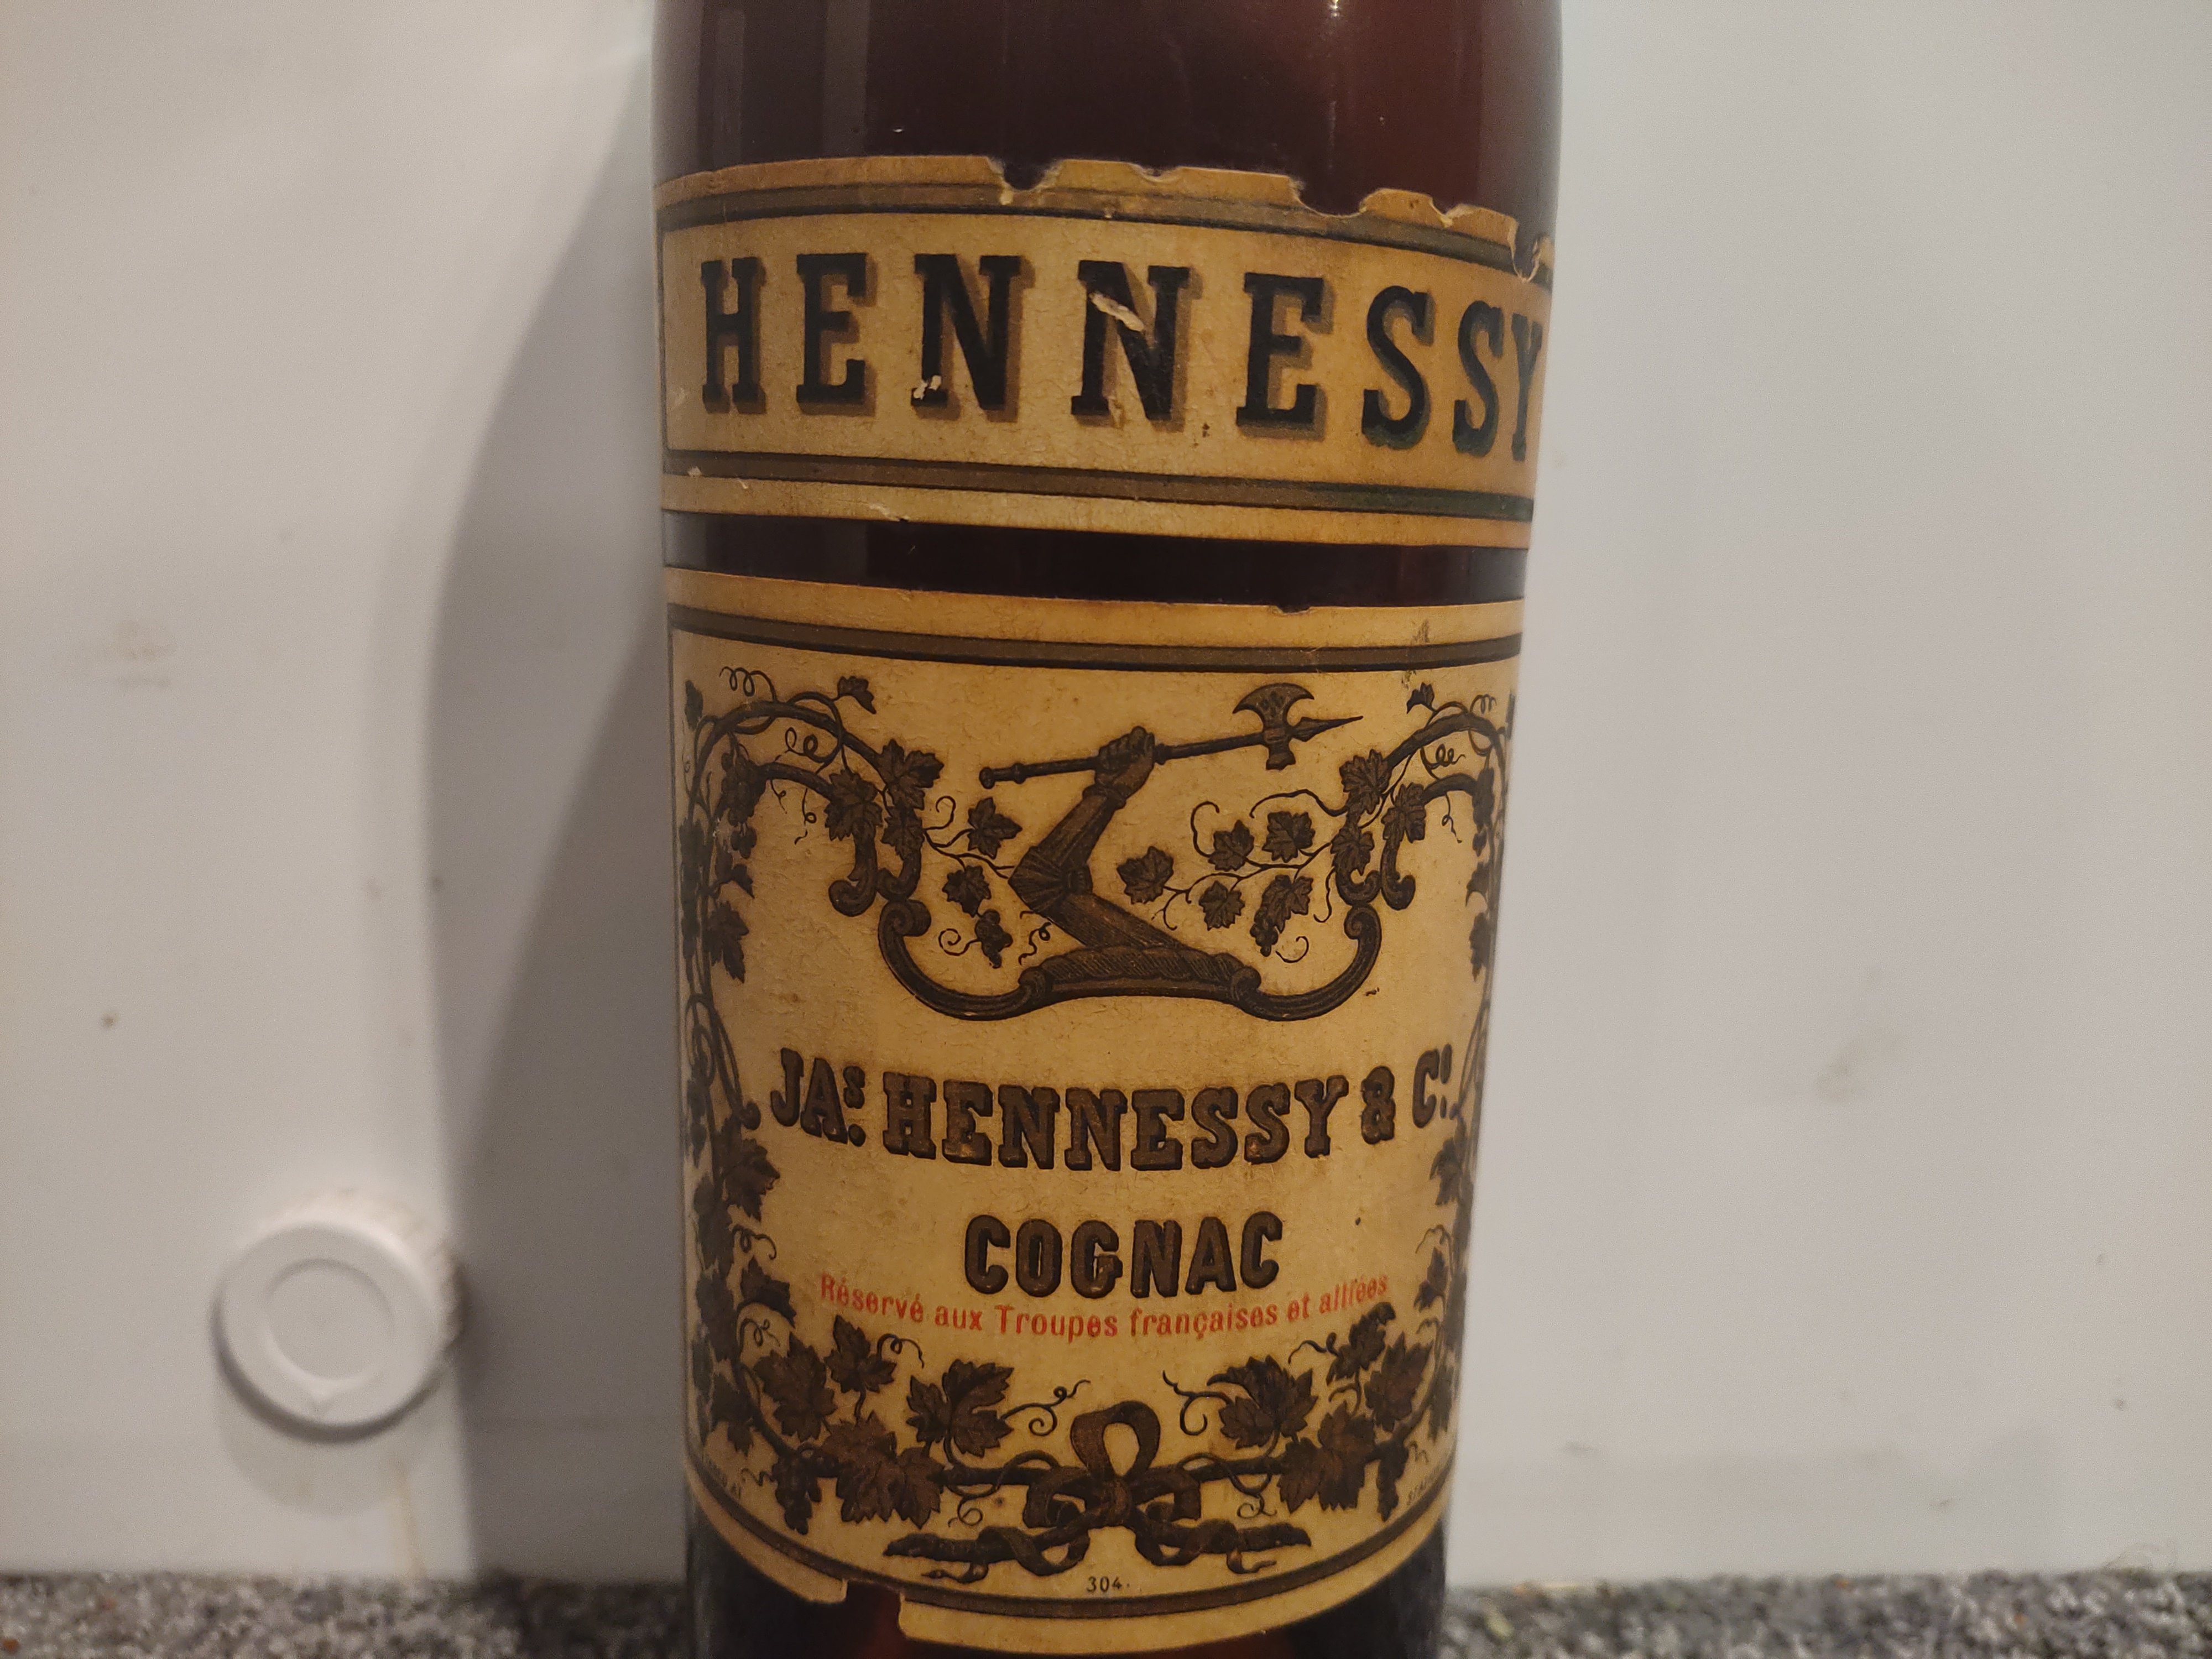 HENNESSY
JAS. HENNESSY & Co.
COGNAC
Réservé aux Troupes françaises et alliées
304.